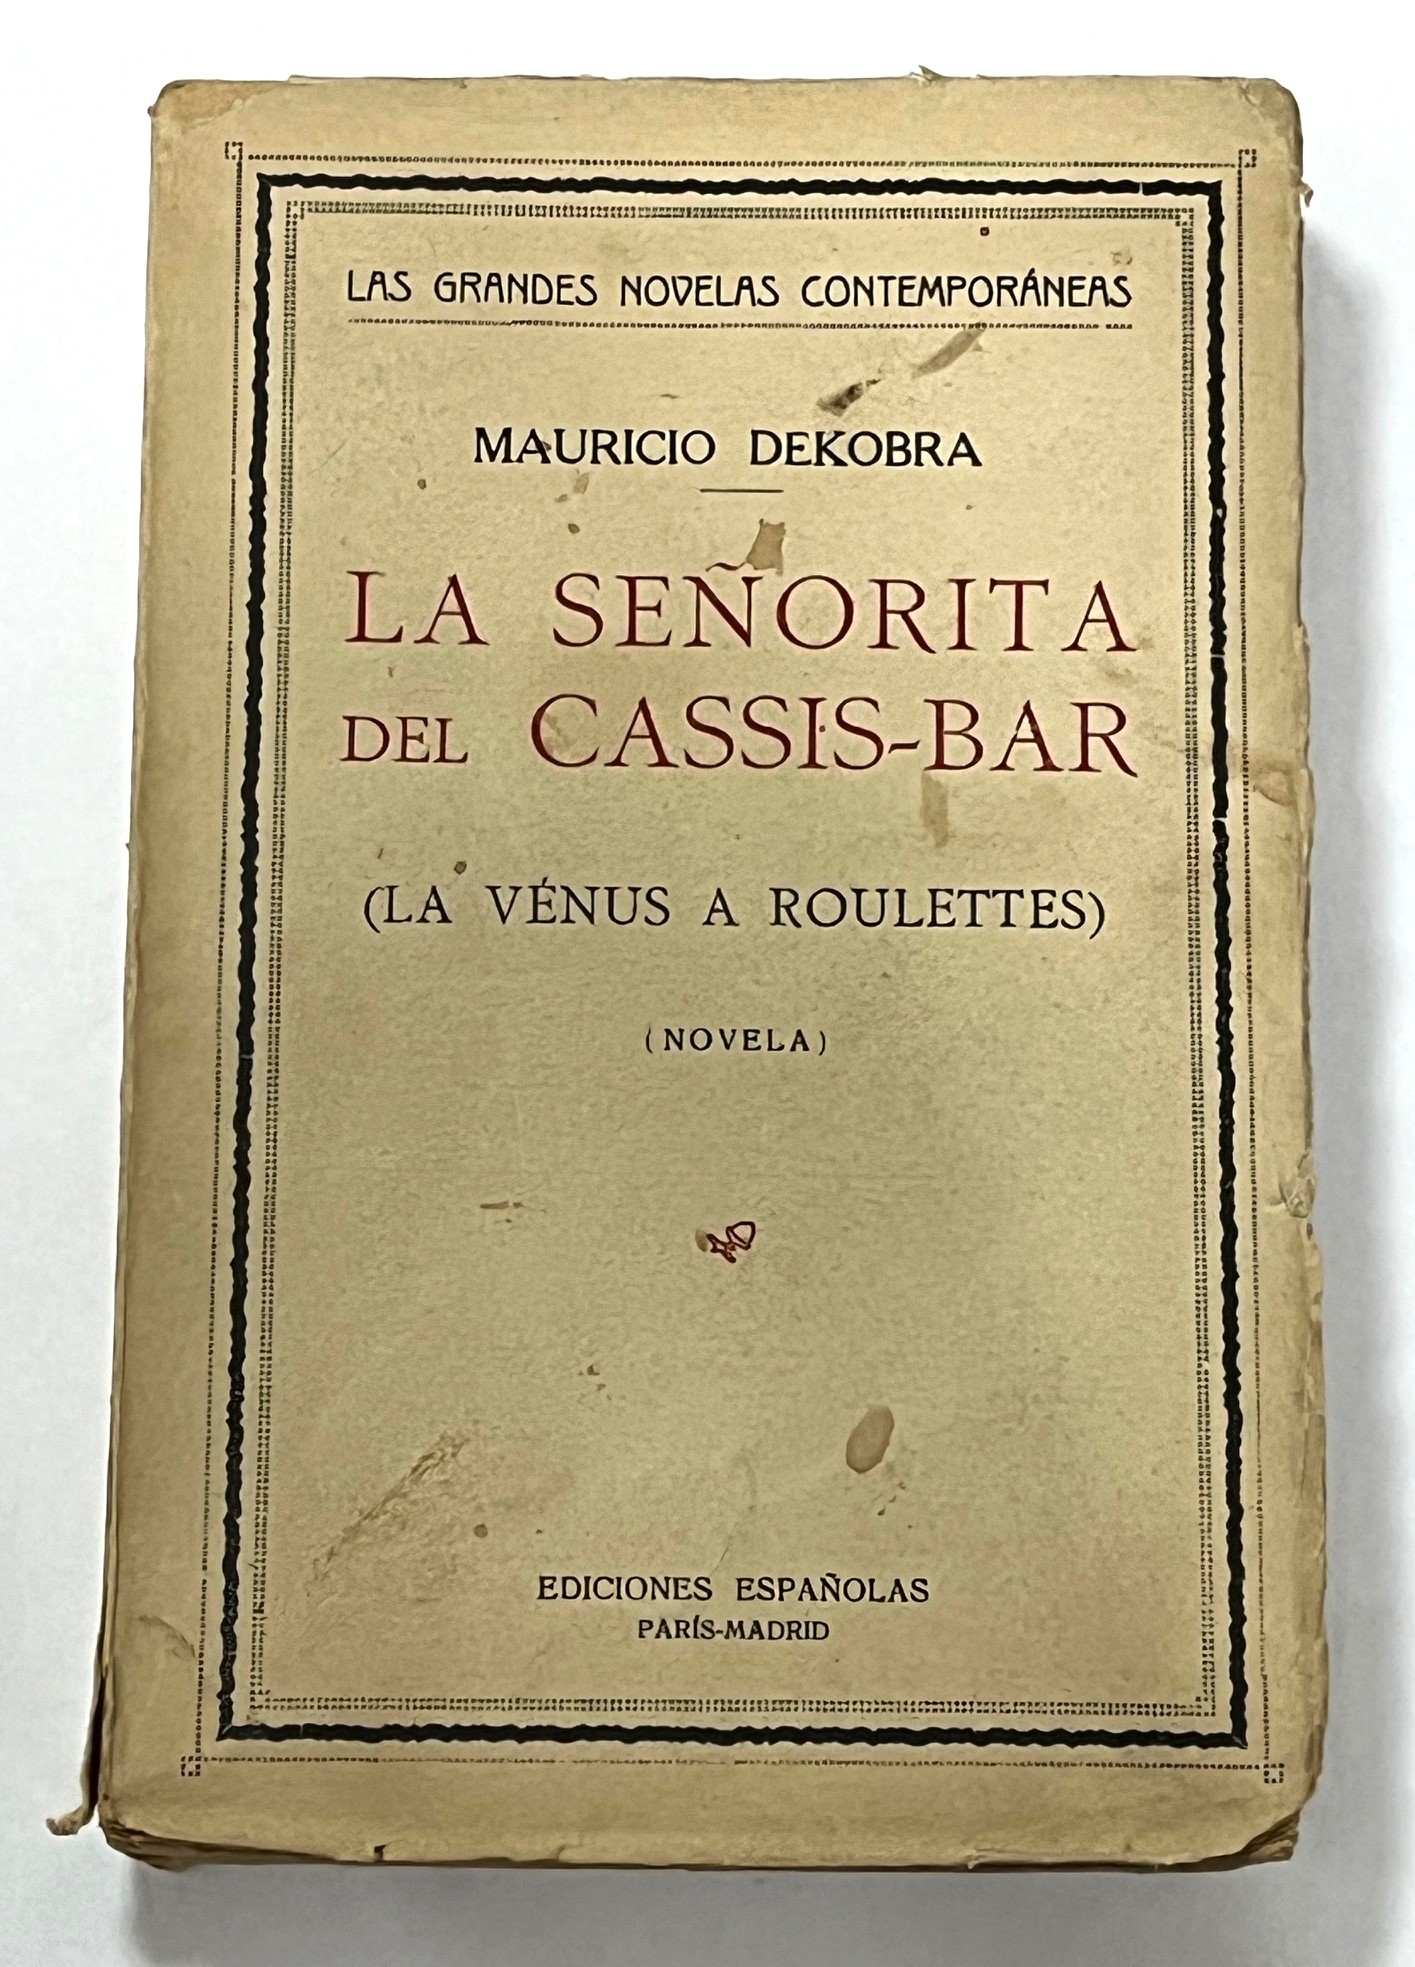 LAS GRANDES NOVELAS CONTEMPORÁNEAS
MAURICIO DEKOBRA
LA SEÑORITA
DEL CASSIS-BAR
(LA VÉNUS A ROULETTES)
(NOVELA)
EDICIONES ESPAÑOLAS
PARÍS-MADRID